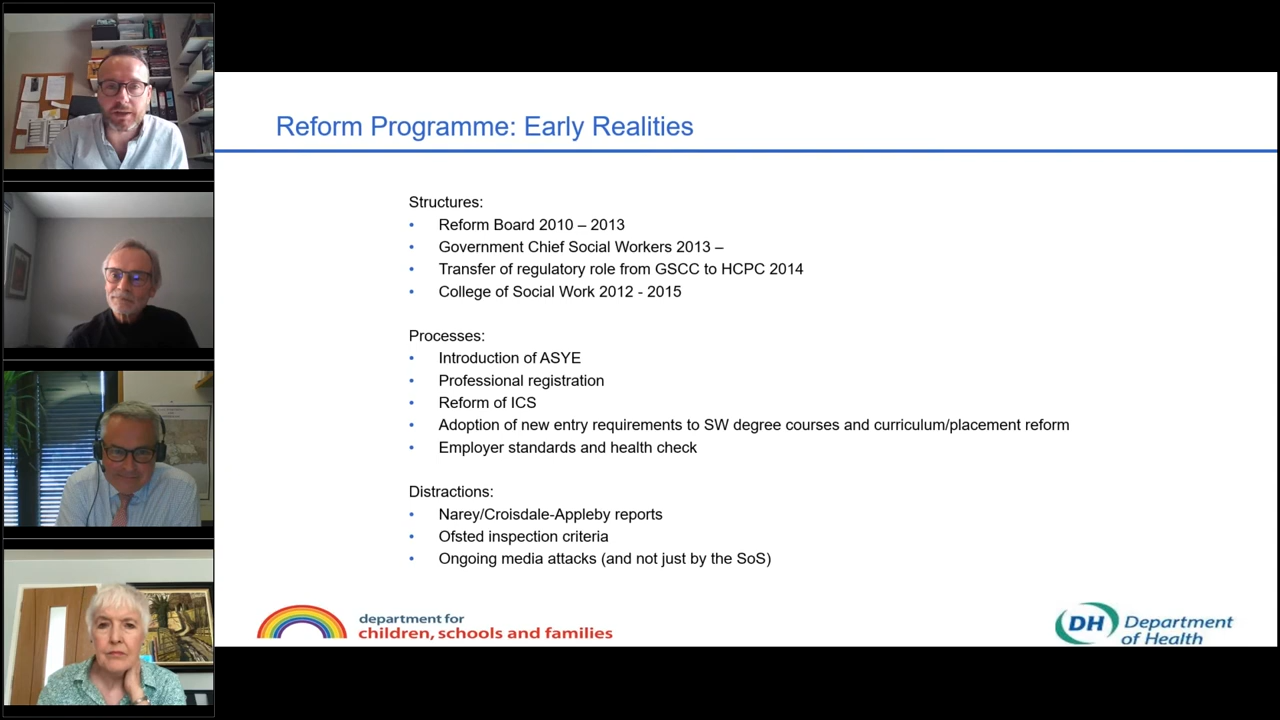 Reform Programme: Early Realities
Structures:
• Reform Board 2010 – 2013
• Government Chief Social Workers 2013 –
• Transfer of regulatory role from GSCC to HCPC 2014
• College of Social Work 2012 - 2015
Processes:
• Introduction of ASYE
• Professional registration
• Reform of ICS
• Adoption of new entry requirements to SW degree courses and curriculum/placement reform
• Employer standards and health check
Distractions:
• Narey/Croisdale-Appleby reports
• Ofsted inspection criteria
• Ongoing media attacks (and not just by the SoS)
department for
children, schools and families
DH Department
of Health